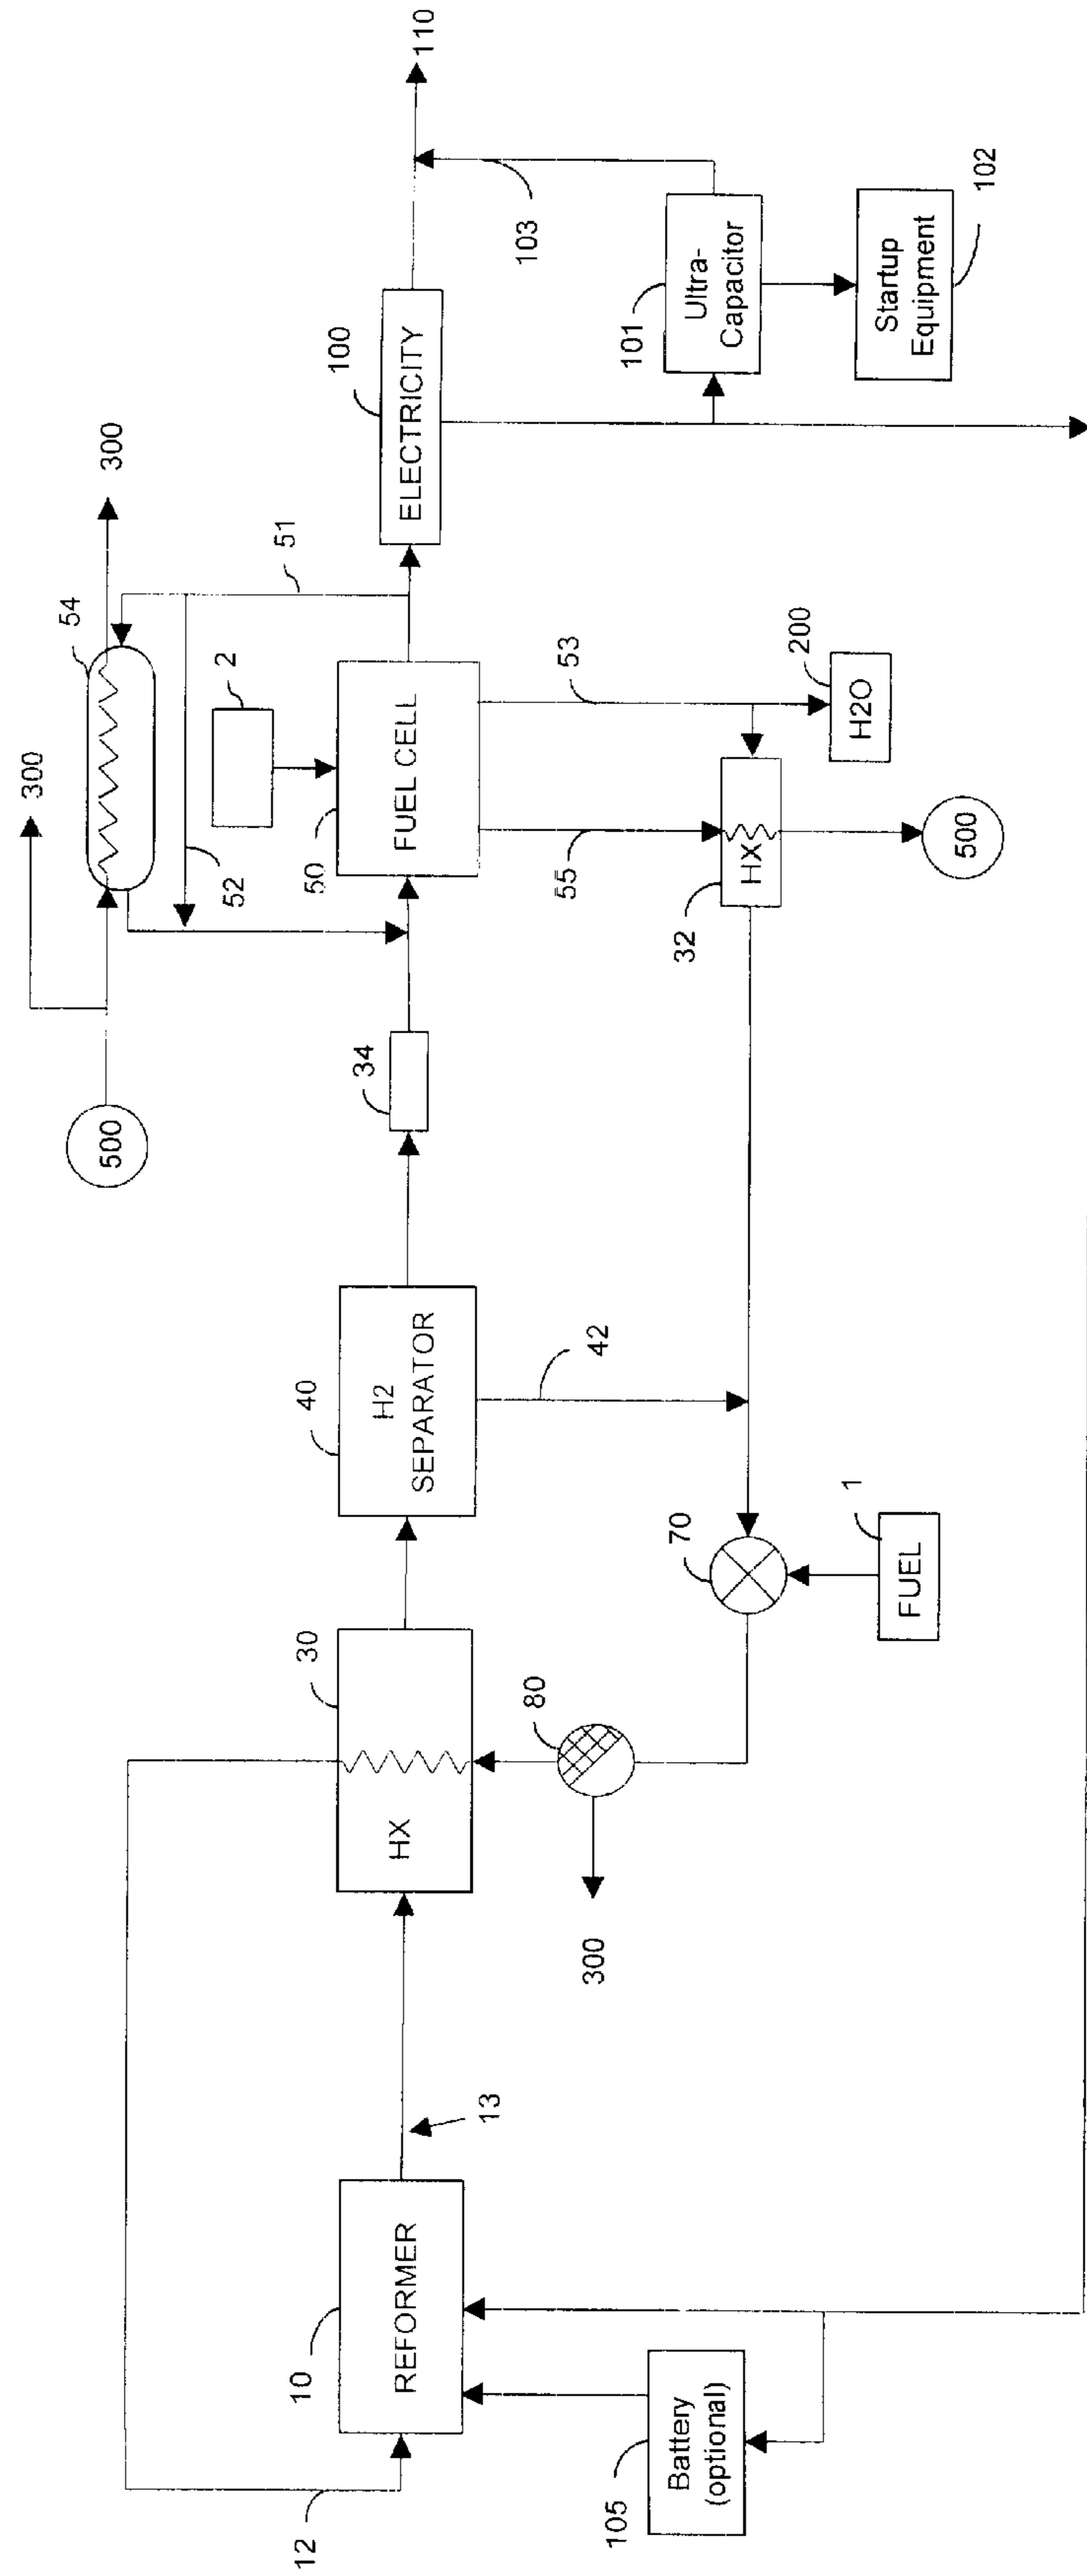 12
10
REFORMER
105
Battery
(optional)
13
30
HX
80
300
40
H2
SEPARATOR
42
70
1
FUEL
34
500
300
54
300
52
51
2
50
FUEL CELL
55
53
32
HX
500
200
H2O
100
ELECTRICITY
110
103
101
Ultra-
Capacitor
Startup
Equipment
102